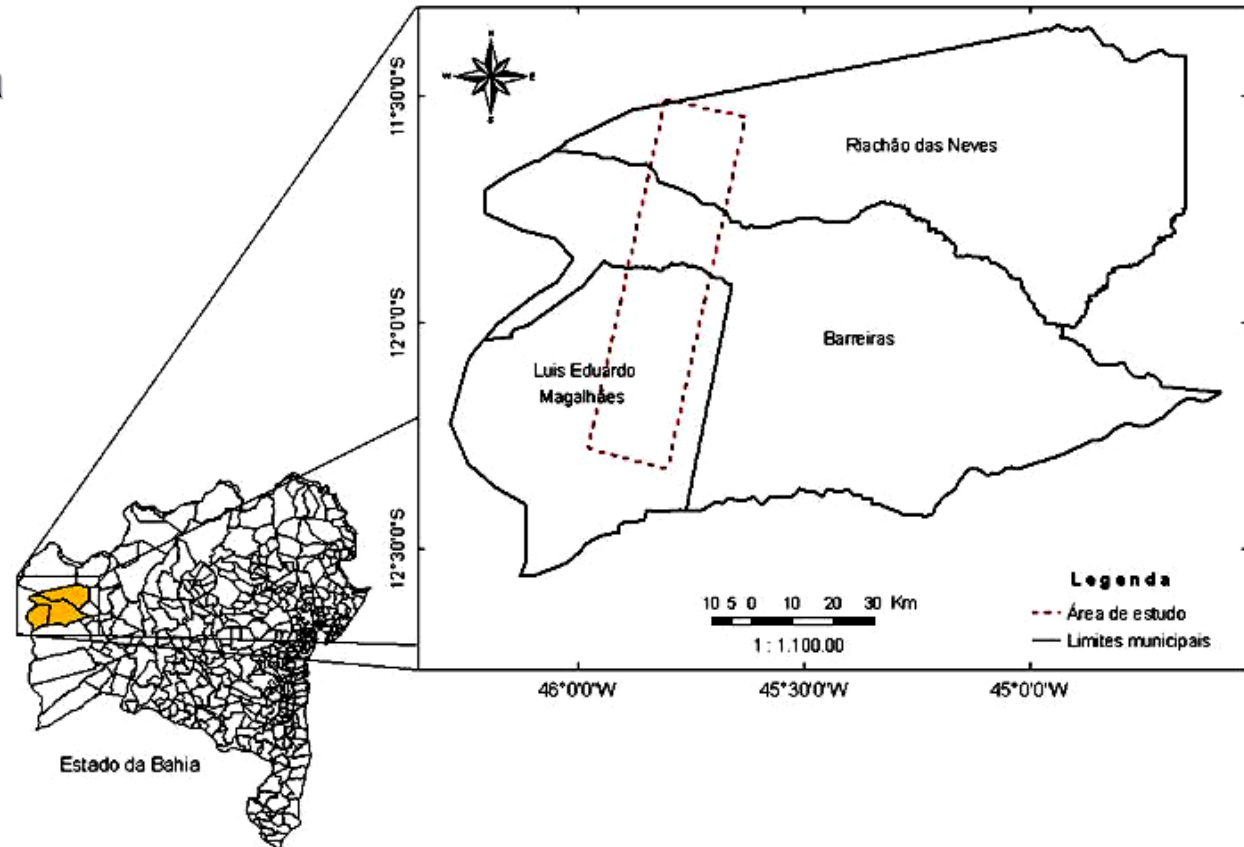 N
W E
S
11°30'0"S
12°0'0"S
12°30'0"S
Riachão das Neves
Barreiras
Luis Eduardo
Magalhães
Legenda
Área de estudo
Limites municipais
10 5 0 10 20 30 Km
1 : 1.100.00
46°0'0"W
45°30'0"W
45°0'0"W
Estado da Bahia